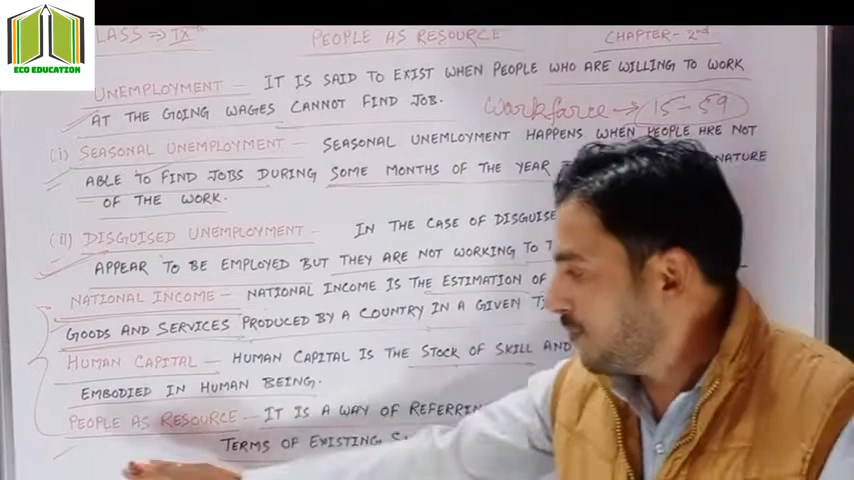 ECO EDUCATION
LASS => IXth
PEOPLE AS RESOURCE
CHAPTER-2nd
UNEMPLOYMENT - IT IS SAID TO EXIST WHEN PEOPLE WHO ARE WILLING TO WORK
AT THE GOING WAGES CANNOT FIND JOB.
Workforce → 15-59
(i) SEASONAL UNEMPLOYMENT - SEASONAL UNEMLOYMENT HAPPENS WHEN PEOPLE ARE NOT
ABLE TO FIND JOBS DURING SOME MONTHS OF THE YEAR NATURE
OF THE WORK.
(ii) DISGUISED UNEMPLOYMENT - IN THE CASE OF DISGUISE
APPEAR TO BE EMPLOYED BUT THEY ARE NOT WORKING TO T
NATIONAL INCOME - NATIONAL INCOME IS THE ESTIMATION OF
GOODS AND SERVICES PRODUCED BY A COUNTRY IN A GIVEN T
HUMAN CAPITAL - HUMAN CAPITAL IS THE STOCK OF SKILL AND
EMBODIED IN HUMAN BEING.
PEOPLE AS RESOURCE - IT IS A WAY OF REFERRIN
TERMS OF EXISTING S